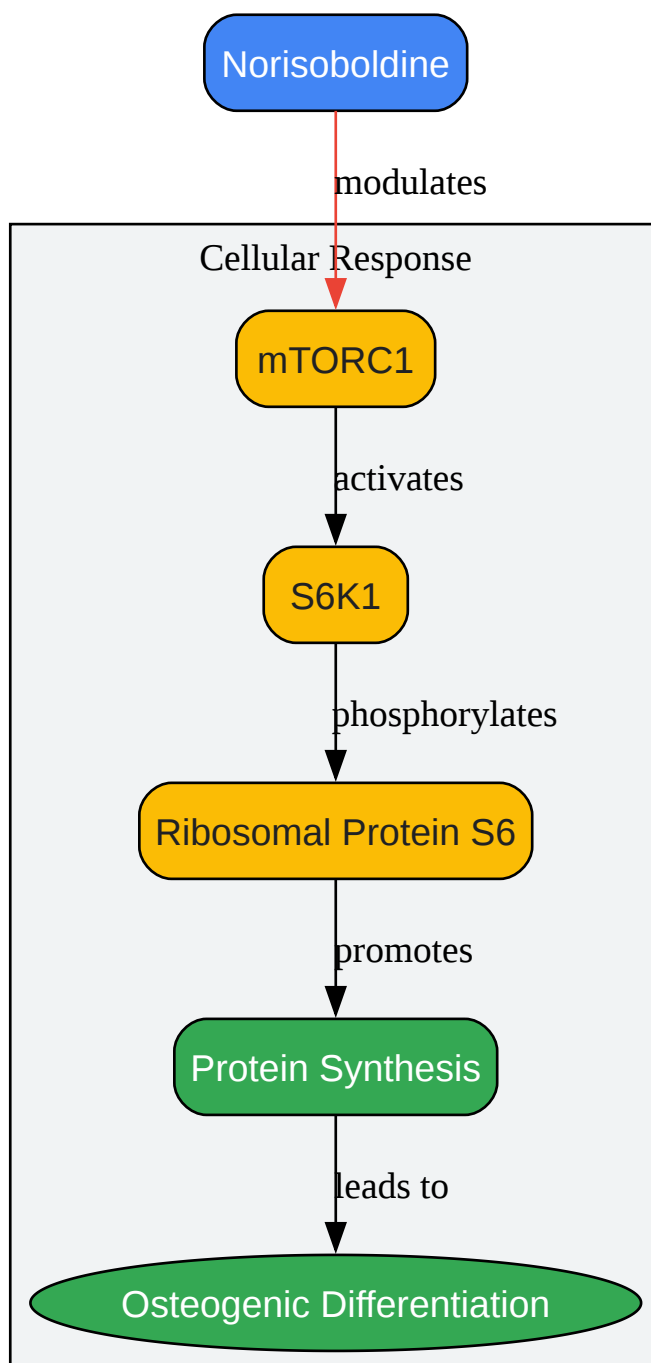 Norisoboldine
modulates
Cellular Response
mTORC1
activates
S6K1
phosphorylates
Ribosomal Protein S6
promotes
Protein Synthesis
leads to
Osteogenic Differentiation